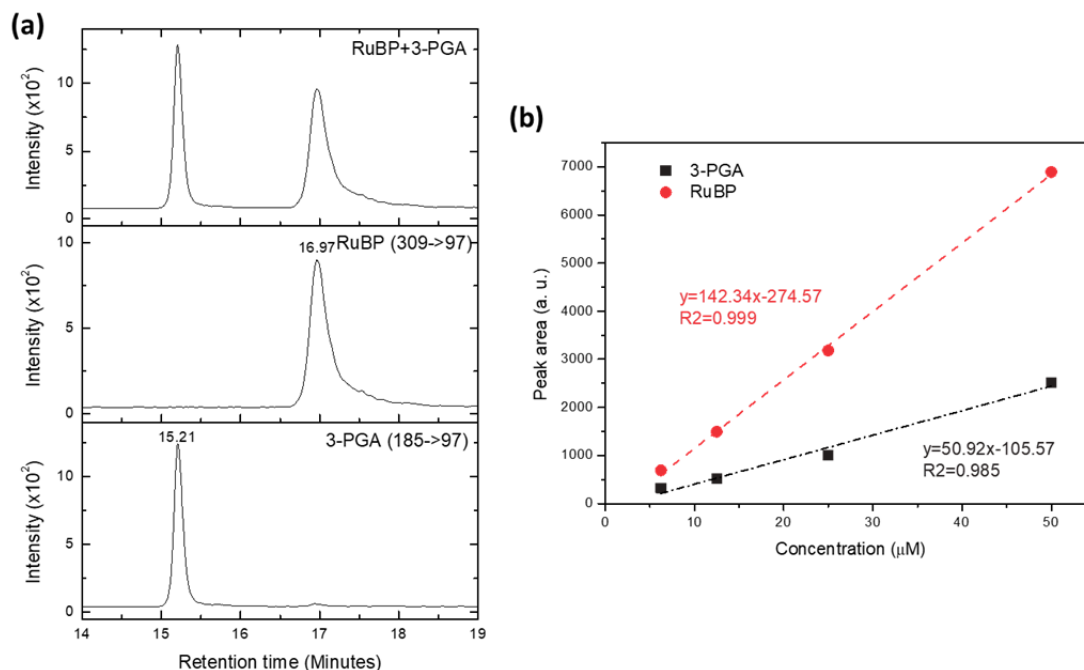 (a)
RuBP+3-PGA
10
5
0
Intensity (x10²)
16.97 RuBP (309->97)
10
5
0
Intensity (x10²)
15.21
3-PGA (185->97)
10
5
0
Intensity (x10²)
14 15 16 17 18 19
Retention time (Minutes)
(b)
3-PGA
RuBP
7000
6000
5000
4000
3000
2000
1000
0
Peak area (a. u.)
y=142.34x-274.57
R2=0.999
y=50.92x-105.57
R2=0.985
0 10 20 30 40 50
Concentration (μM)